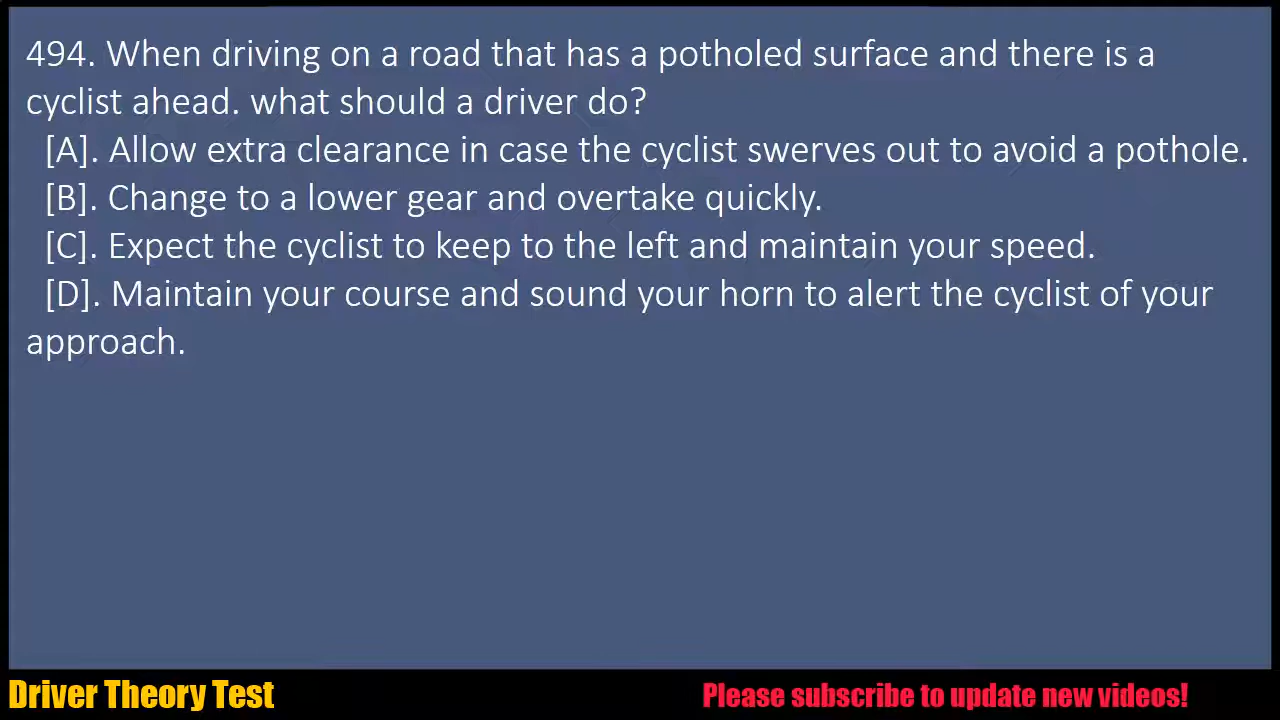 494. When driving on a road that has a potholed surface and there is a
cyclist ahead. what should a driver do?
[A]. Allow extra clearance in case the cyclist swerves out to avoid a pothole.
[B]. Change to a lower gear and overtake quickly.
[C]. Expect the cyclist to keep to the left and maintain your speed.
[D]. Maintain your course and sound your horn to alert the cyclist of your
approach.
Driver Theory Test
Please subscribe to update new videos!